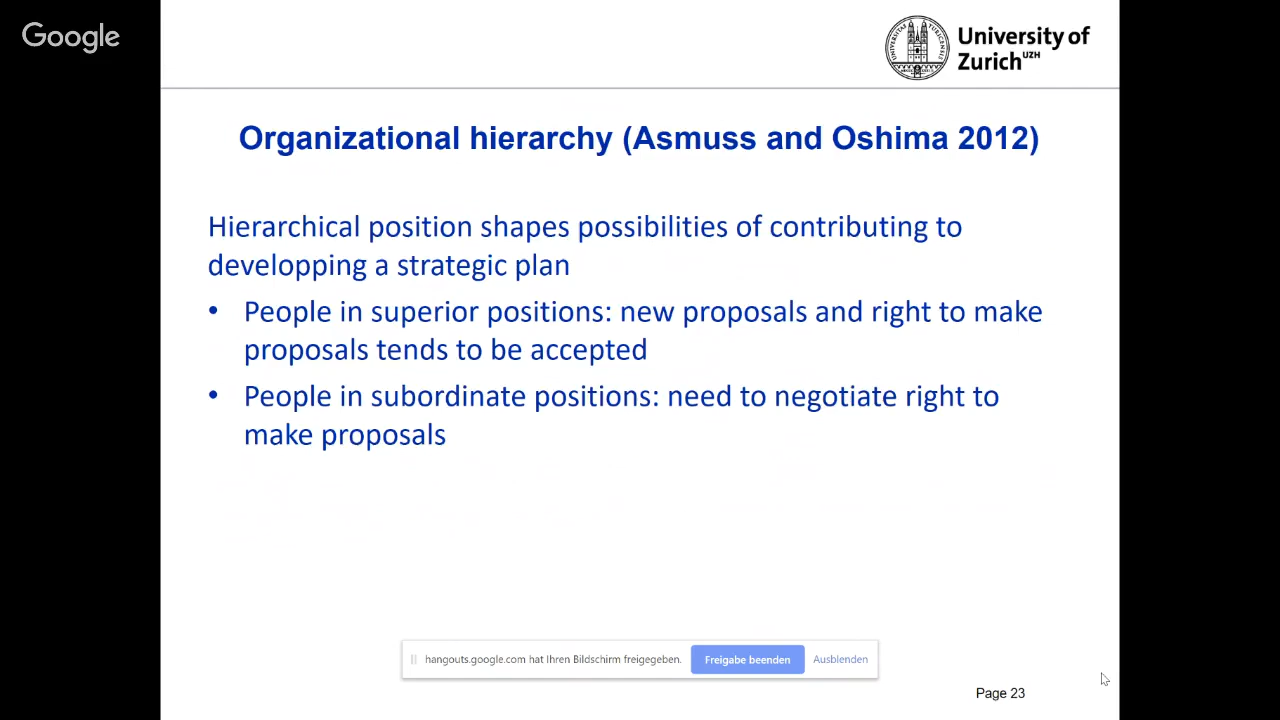 Google
University of
Zurich UZH
UNIVERSITAS TURICENSIS
Organizational hierarchy (Asmuss and Oshima 2012)
Hierarchical position shapes possibilities of contributing to
developping a strategic plan
• People in superior positions: new proposals and right to make
proposals tends to be accepted
• People in subordinate positions: need to negotiate right to
make proposals
hangouts.google.com hat Ihren Bildschirm freigegeben. Freigabe beenden Ausblenden
Page 23